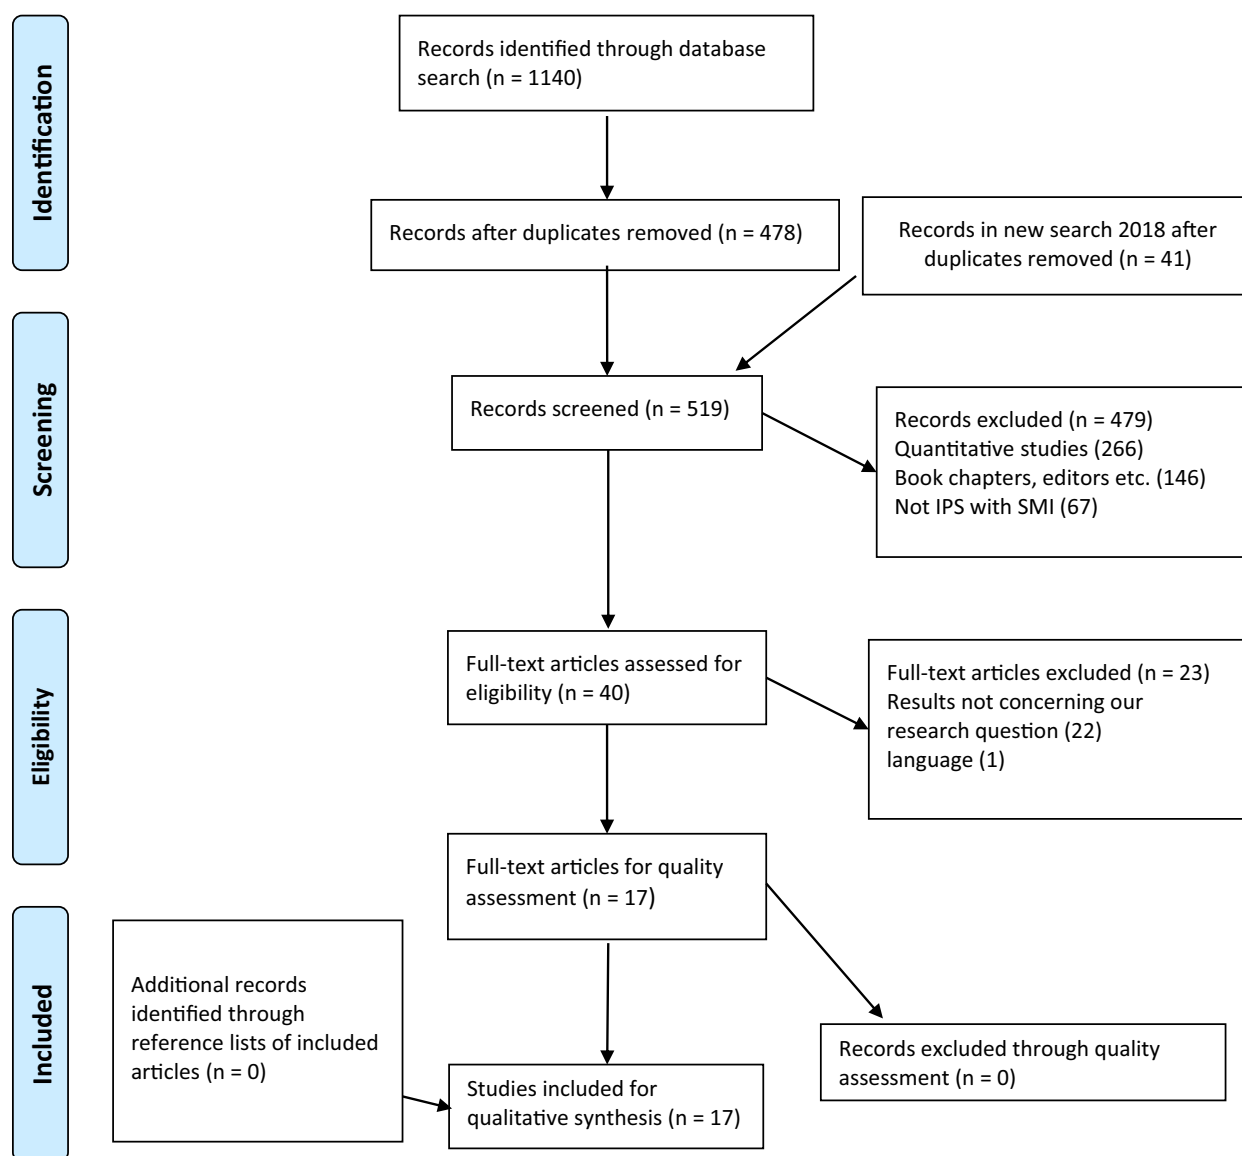 Identification
Records identified through database
search (n = 1140)
Records after duplicates removed (n = 478)
Records in new search 2018 after
duplicates removed (n = 41)
Screening
Records screened (n = 519)
Records excluded (n = 479)
Quantitative studies (266)
Book chapters, editors etc. (146)
Not IPS with SMI (67)
Eligibility
Full-text articles assessed for
eligibility (n = 40)
Full-text articles excluded (n = 23)
Results not concerning our
research question (22)
language (1)
Full-text articles for quality
assessment (n = 17)
Included
Additional records
identified through
reference lists of included
articles (n = 0)
Records excluded through quality
assessment (n = 0)
Studies included for
qualitative synthesis (n = 17)